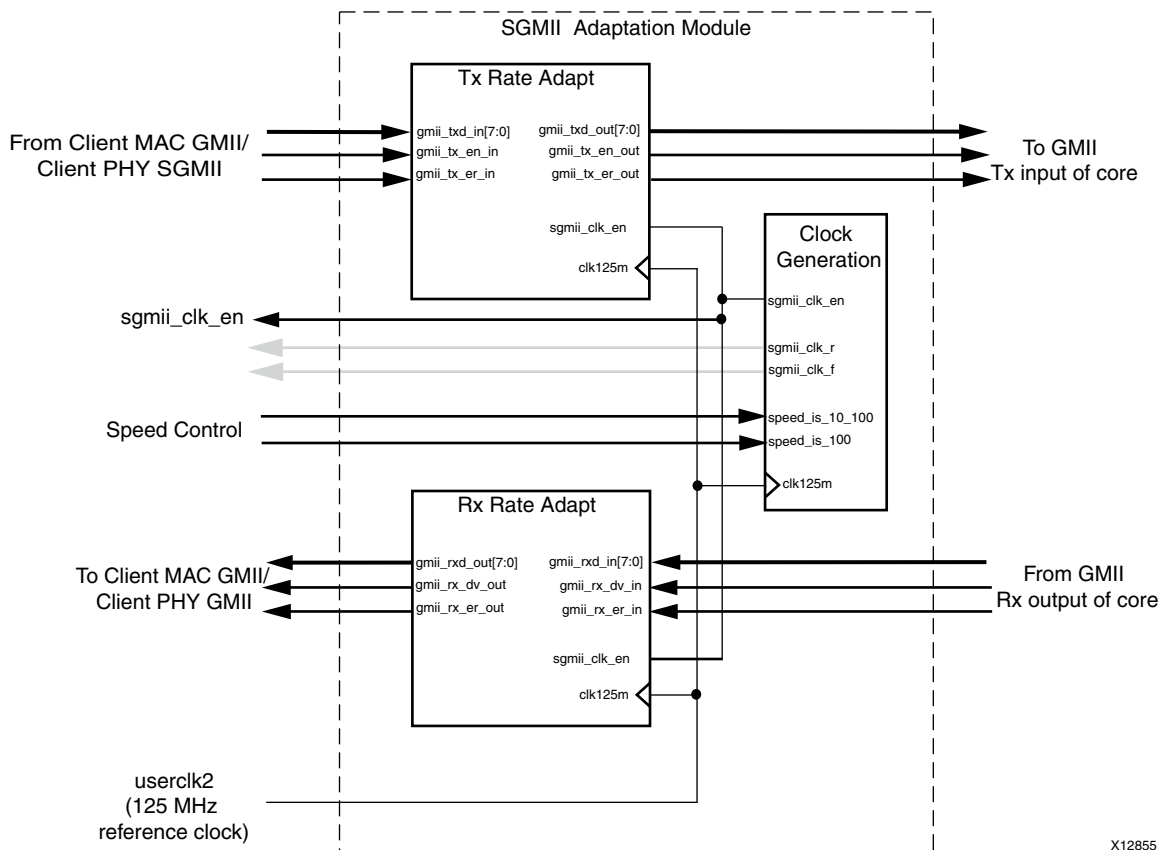 SGMII Adaptation Module
Tx Rate Adapt
From Client MAC GMII/
Client PHY SGMII
gmii_txd_in[7:0]
gmii_tx_en_in
gmii_tx_er_in
gmii_txd_out[7:0]
gmii_tx_en_out
gmii_tx_er_out
sgmii_clk_en
clk125m
To GMII
Tx input of core
Clock
Generation
sgmii_clk_en
sgmii_clk_r
sgmii_clk_f
speed_is_10_100
speed_is_100
clk125m
sgmii_clk_en
Speed Control
Rx Rate Adapt
To Client MAC GMII/
Client PHY GMII
gmii_rxd_out[7:0]
gmii_rx_dv_out
gmii_rx_er_out
gmii_rxd_in[7:0]
gmii_rx_dv_in
gmii_rx_er_in
sgmii_clk_en
clk125m
From GMII
Rx output of core
userclk2
(125 MHz
reference clock)
X12855